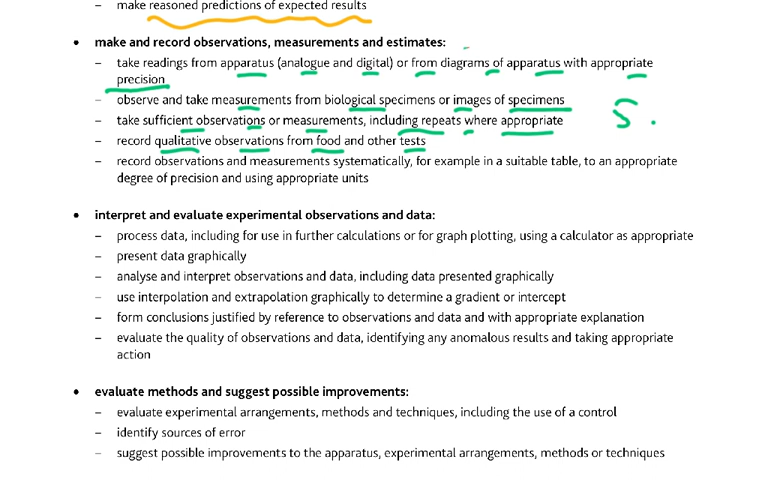 – make reasoned predictions of expected results
• make and record observations, measurements and estimates:
– take readings from apparatus (analogue and digital) or from diagrams of apparatus with appropriate
precision
– observe and take measurements from biological specimens or images of specimens
– take sufficient observations or measurements, including repeats where appropriate
S.
– record qualitative observations from food and other tests
– record observations and measurements systematically, for example in a suitable table, to an appropriate
degree of precision and using appropriate units
• interpret and evaluate experimental observations and data:
– process data, including for use in further calculations or for graph plotting, using a calculator as appropriate
– present data graphically
– analyse and interpret observations and data, including data presented graphically
– use interpolation and extrapolation graphically to determine a gradient or intercept
– form conclusions justified by reference to observations and data and with appropriate explanation
– evaluate the quality of observations and data, identifying any anomalous results and taking appropriate
action
• evaluate methods and suggest possible improvements:
– evaluate experimental arrangements, methods and techniques, including the use of a control
– identify sources of error
– suggest possible improvements to the apparatus, experimental arrangements, methods or techniques